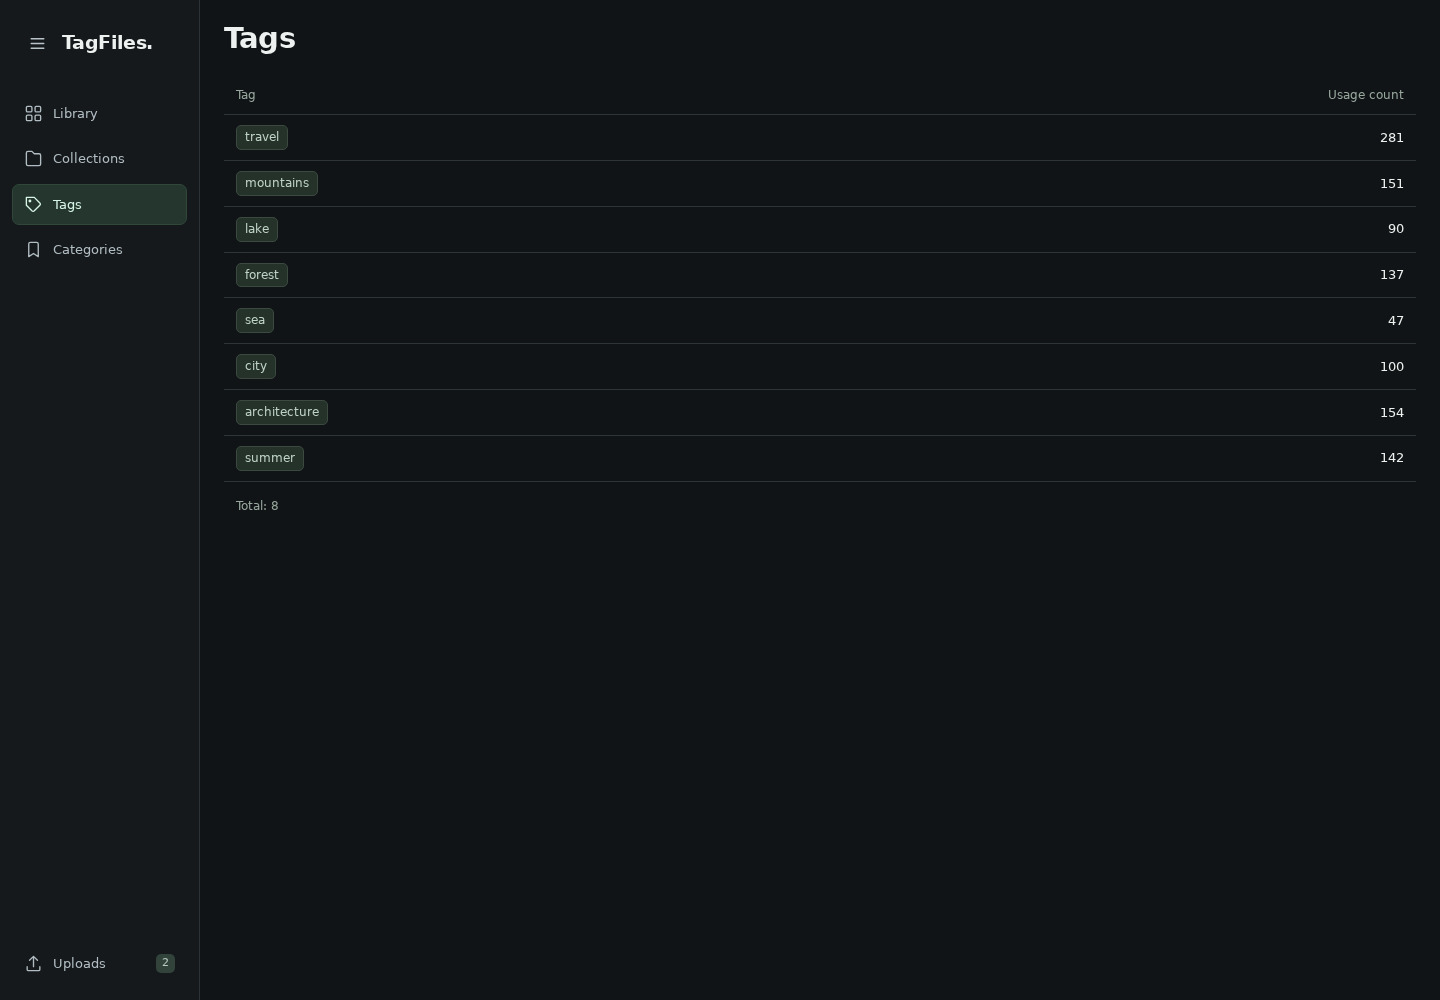 TagFiles.
Library
Collections
Tags
Categories
Uploads 2
Tags
Tag Usage count
travel 281
mountains 151
lake 90
forest 137
sea 47
city 100
architecture 154
summer 142
Total: 8